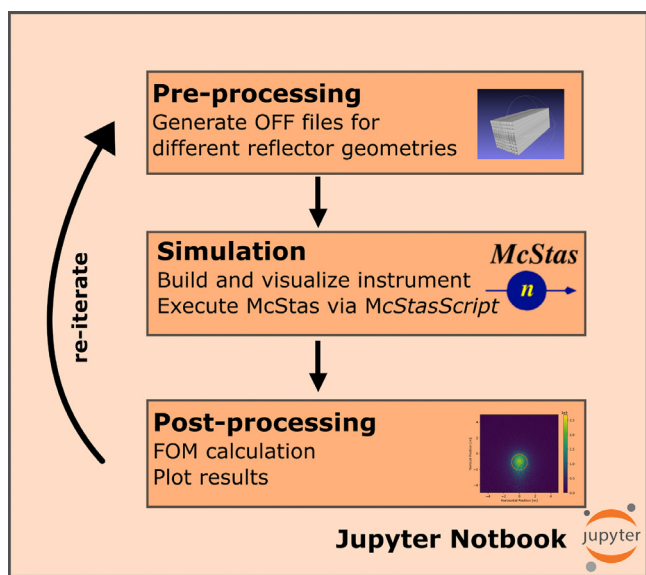 Pre-processing
Generate OFF files for
different reflector geometries
Simulation
Build and visualize instrument
Execute McStas via McStasScript
McStas
n
re-iterate
Post-processing
FOM calculation
Plot results
Jupyter Notbook
jupyter